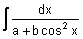 ∫ dx / (a + b cos² x)